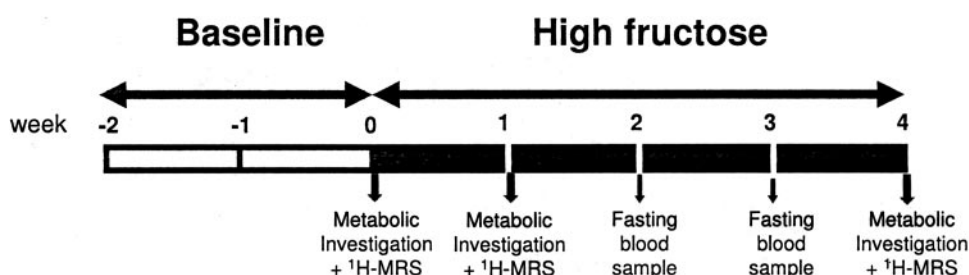 Baseline High fructose
week -2 -1 0 1 2 3 4
Metabolic Investigation + ¹H-MRS
Metabolic Investigation + ¹H-MRS
Fasting blood sample
Fasting blood sample
Metabolic Investigation + ¹H-MRS